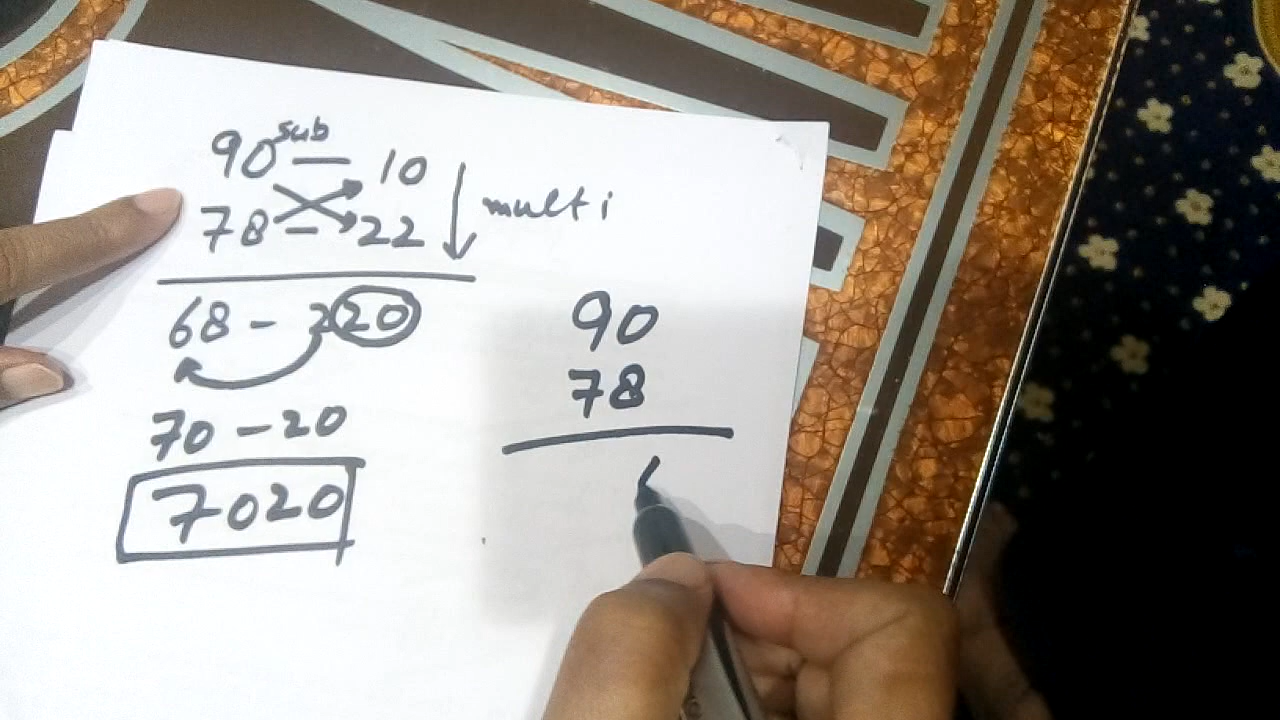 90 sub — 10
78 — 22
multi
68 - 220
70 - 20
7020
90
78